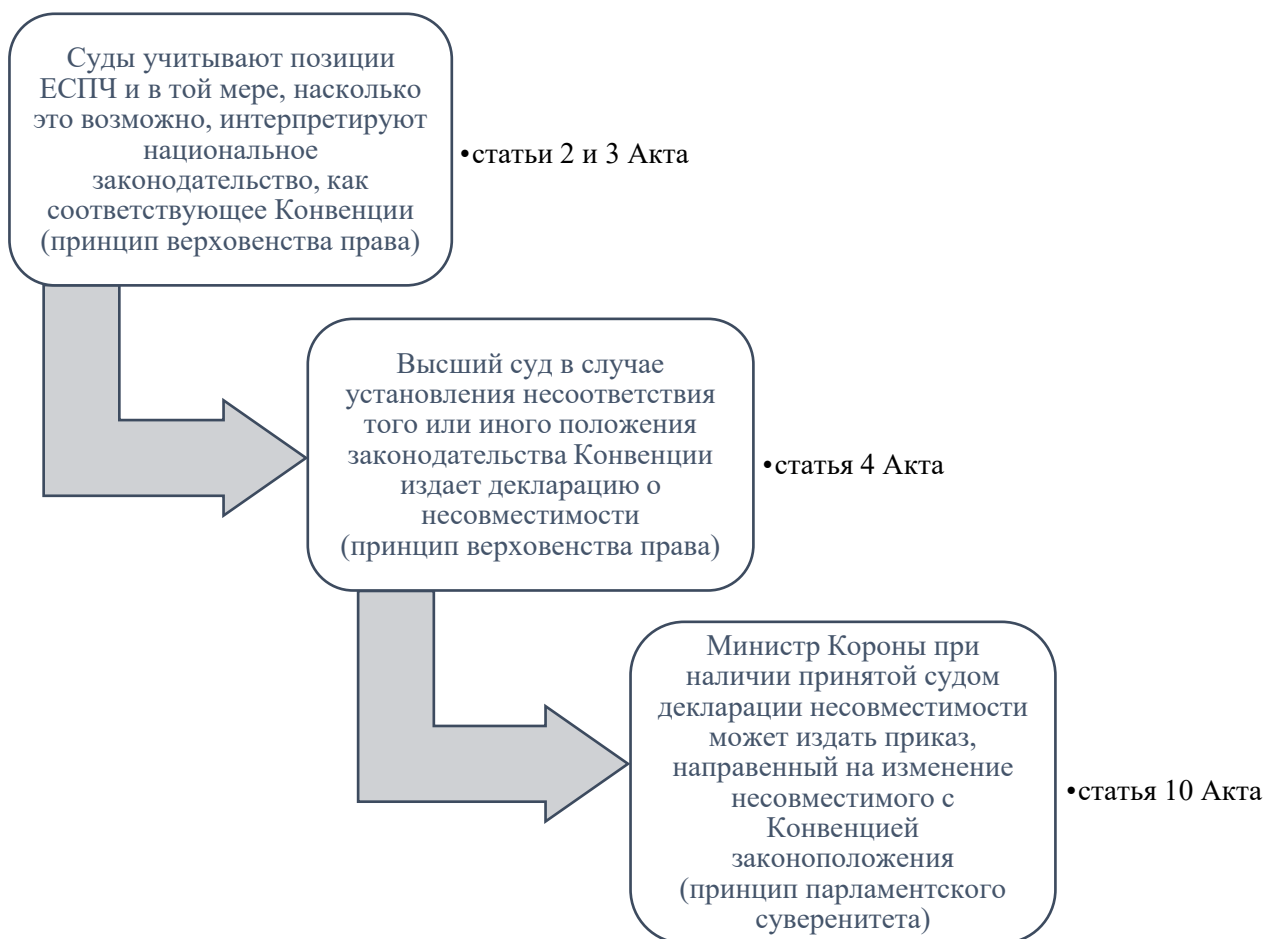 Суды учитывают позиции
ЕСПЧ и в той мере, насколько
это возможно, интерпретируют
национальное
законодательство, как
соответствующее Конвенции
(принцип верховенства права)
•статьи 2 и 3 Акта
Высший суд в случае
установления несоответствия
того или иного положения
законодательства Конвенции
издает декларацию о
несовместимости
(принцип верховенства права)
•статья 4 Акта
Министр Короны при
наличии принятой судом
декларации несовместимости
может издать приказ,
направенный на изменение
несовместимого с
Конвенцией
законоположения
(принцип парламентского
суверенитета)
•статья 10 Акта